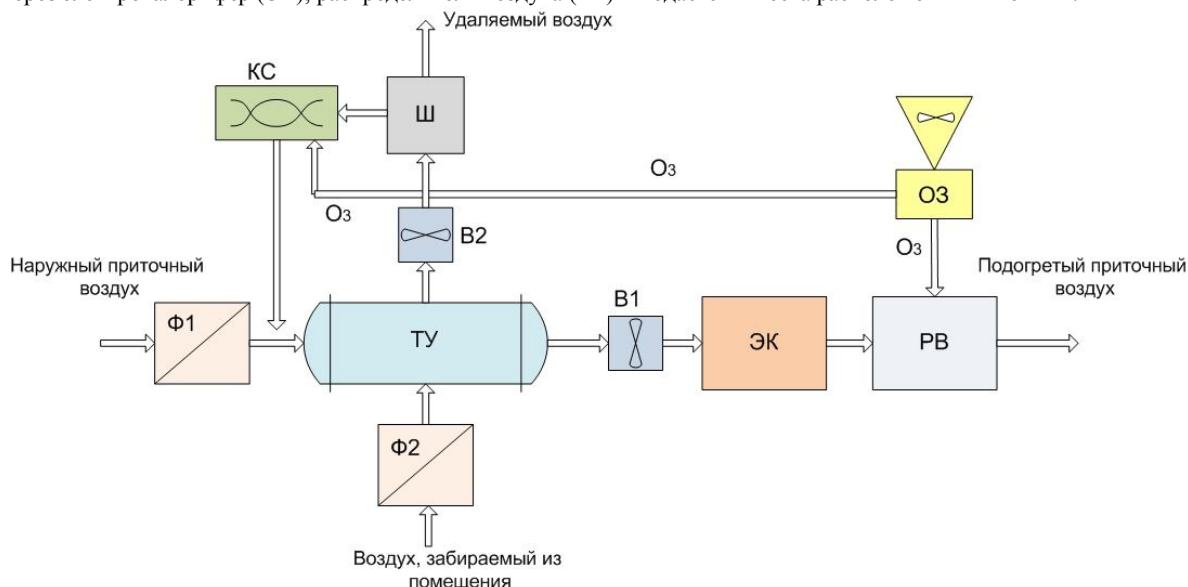 Удаляемый воздух
КС
Ш
О3
О3
ОЗ
О3
В2
Наружный приточный
воздух
Подогретый приточный
воздух
Ф1
ТУ
В1
ЭК
РВ
Ф2
Воздух, забираемый из
помещения